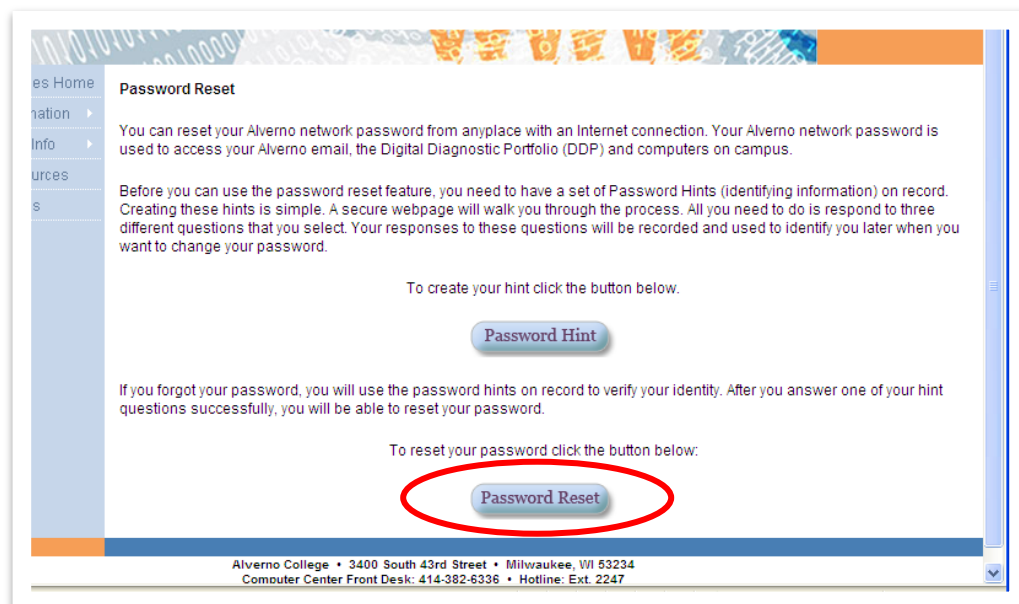 es Home
nation
Info
urces
s
Password Reset
You can reset your Alverno network password from anyplace with an Internet connection. Your Alverno network password is
used to access your Alverno email, the Digital Diagnostic Portfolio (DDP) and computers on campus.
Before you can use the password reset feature, you need to have a set of Password Hints (identifying information) on record.
Creating these hints is simple. A secure webpage will walk you through the process. All you need to do is respond to three
different questions that you select. Your responses to these questions will be recorded and used to identify you later when you
want to change your password.
To create your hint click the button below.
Password Hint
If you forgot your password, you will use the password hints on record to verify your identity. After you answer one of your hint
questions successfully, you will be able to reset your password.
To reset your password click the button below:
Password Reset
Alverno College • 3400 South 43rd Street • Milwaukee, WI 53234
Computer Center Front Desk: 414-382-6336 • Hotline: Ext. 2247